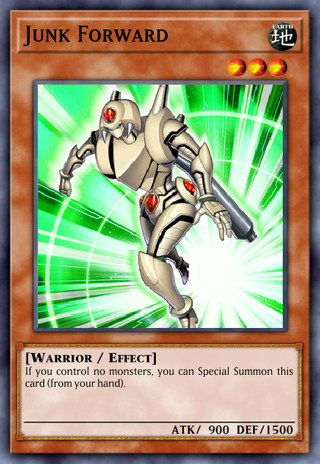 Junk Forward
EARTH
地
[Warrior / Effect]
If you control no monsters, you can Special Summon this
card (from your hand).
ATK/ 900 DEF/1500